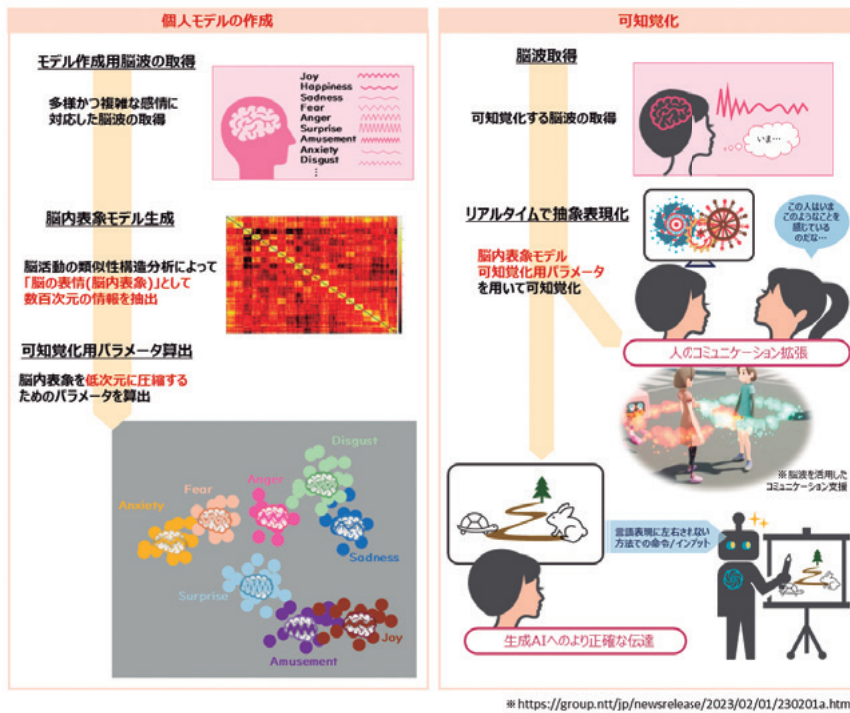 個人モデルの作成
モデル作成用脳波の取得
多様かつ複雑な感情に
対応した脳波の取得
Joy
Happiness
Sadness
Fear
Anger
Surprise
Amusement
Anxiety
Disgust
⋮
脳内表象モデル生成
脳活動の類似性構造分析によって
「脳の表情(脳内表象)」として
数百次元の情報を抽出
可知覚化用パラメータ算出
脳内表象を低次元に圧縮する
ためのパラメータを算出
Disgust
Fear
Anger
Anxiety
Sadness
Surprise
Joy
Amusement
可知覚化
脳波取得
可知覚化する脳波の取得
いま…
リアルタイムで抽象表現化
脳内表象モデル
可知覚化用パラメータ
を用いて可知覚化
この人はいま
このようなことを
感じている
のだな…
人のコミュニケーション拡張
※脳波を活用した
コミュニケーション支援
言語表現に左右されない
方法での命令/インプット
生成AIへのより正確な伝達
※https://group.ntt/jp/newsrelease/2023/02/01/230201a.htm